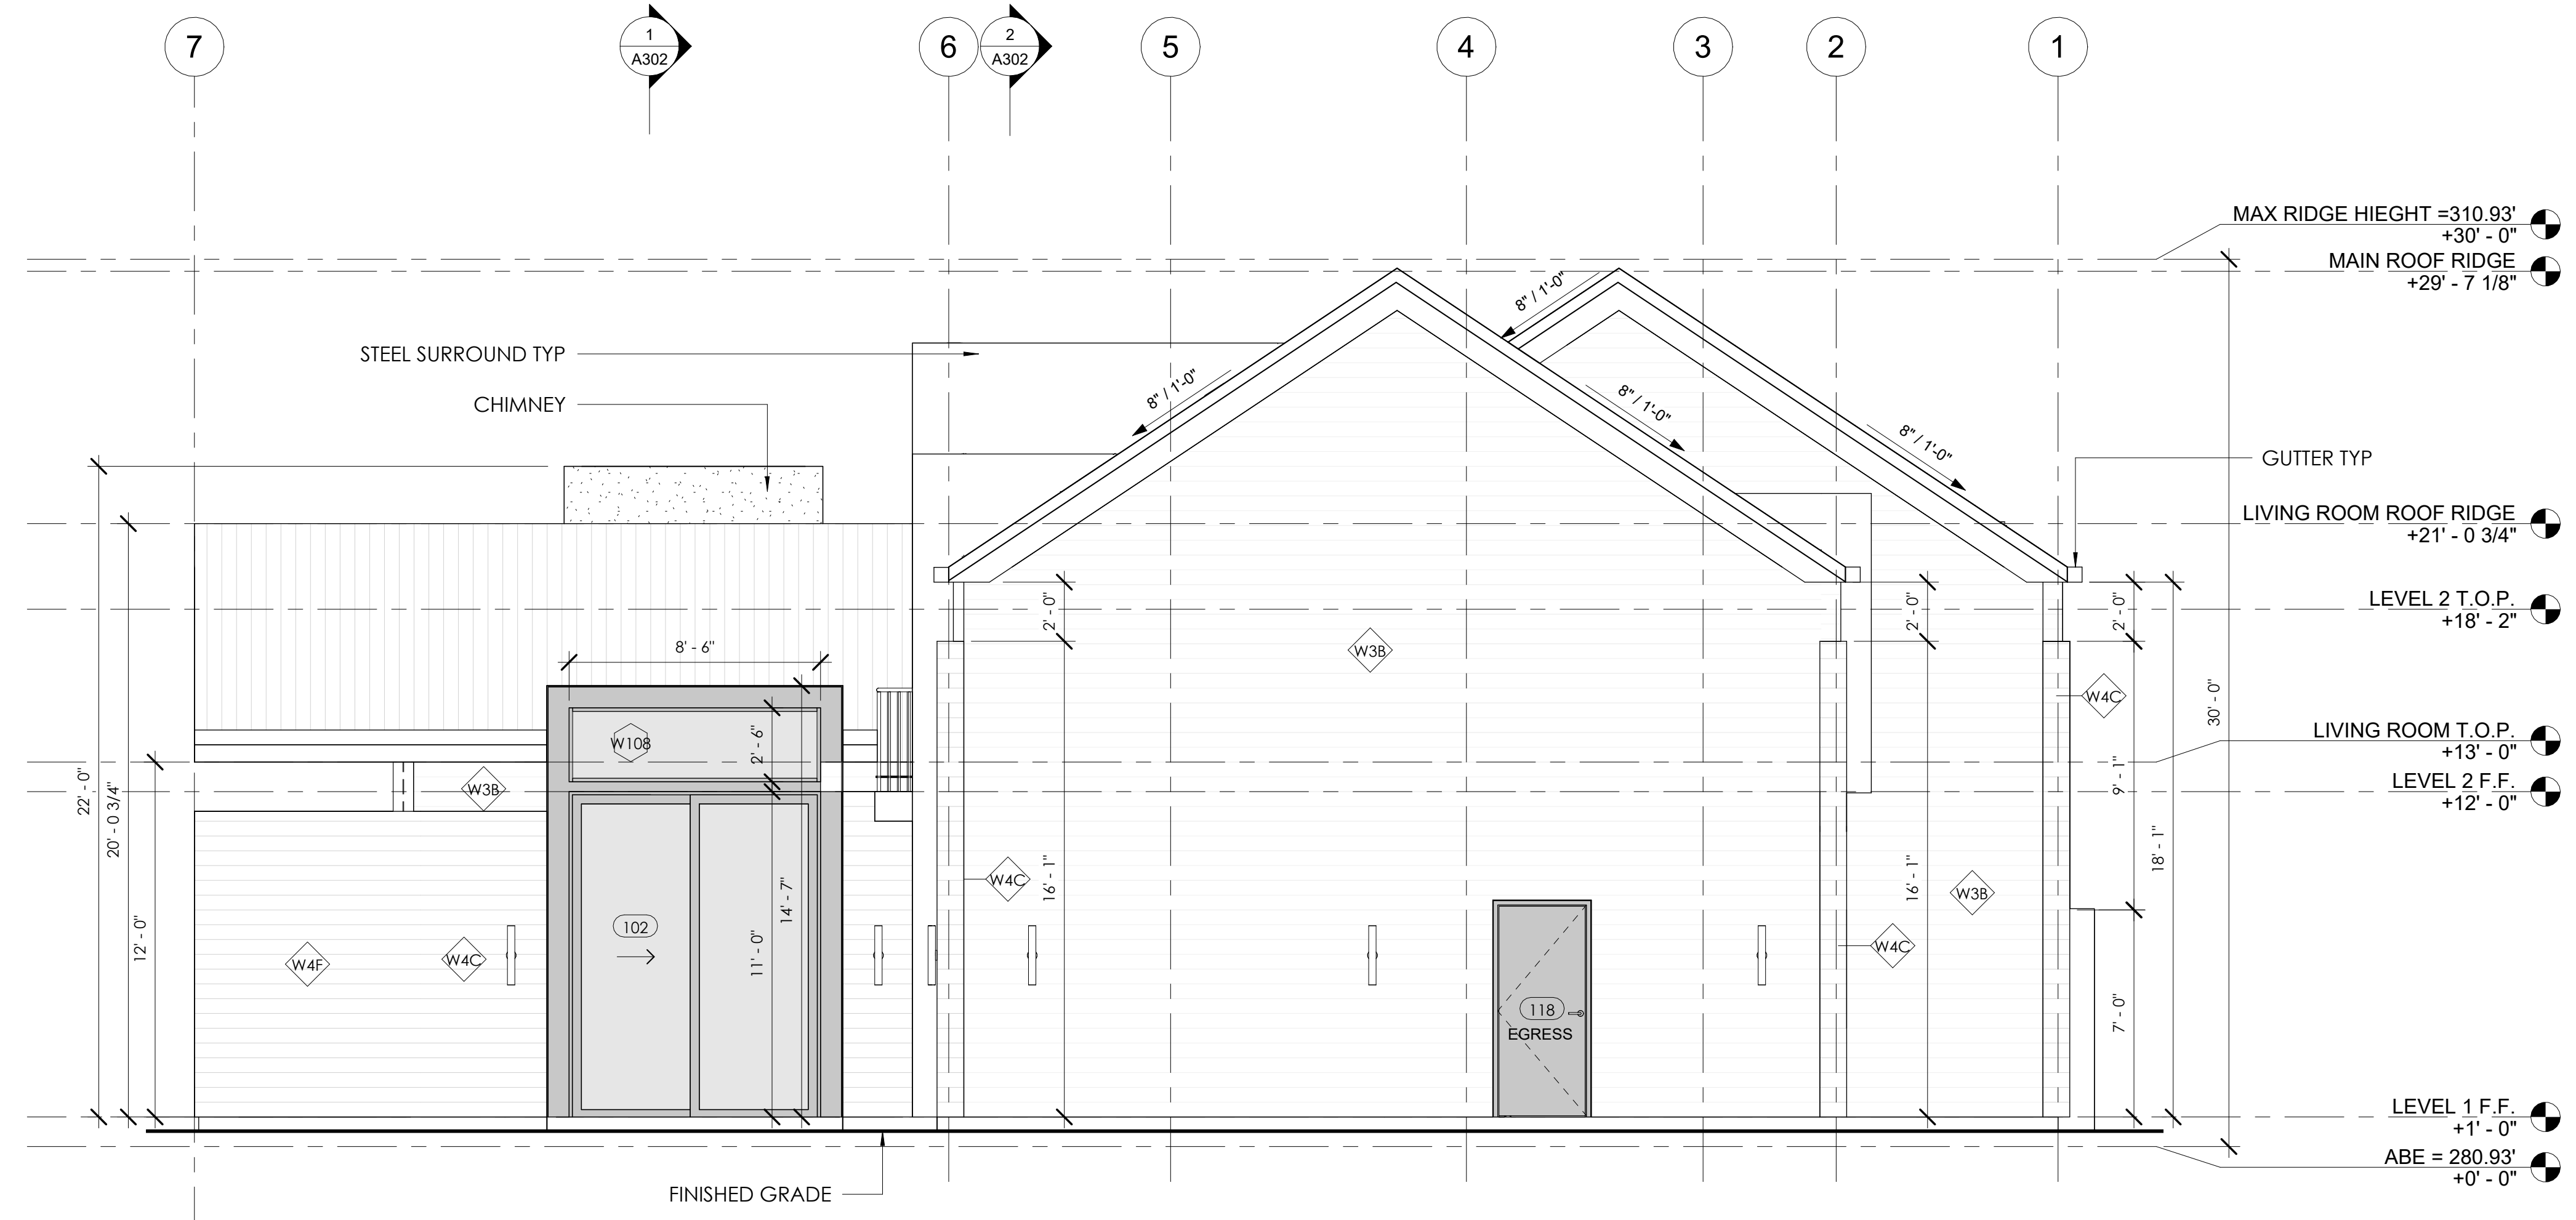 7
1
A302
6
2
A302
5
4
3
2
1
MAX RIDGE HIEGHT =310.93'
+30' - 0"
MAIN ROOF RIDGE
+29' - 7 1/8"
8" / 1'-0"
STEEL SURROUND TYP
8" / 1'-0"
8" / 1'-0"
CHIMNEY
8" / 1'-0"
GUTTER TYP
LIVING ROOM ROOF RIDGE
+21' - 0 3/4"
LEVEL 2 T.O.P.
+18' - 2"
2' - 0"
2' - 0"
2' - 0"
8' - 6"
W3B
W4C
30' - 0"
W108
2' - 6"
LIVING ROOM T.O.P.
+13' - 0"
22' - 0"
20' - 0 3/4"
W3B
9' - 1"
LEVEL 2 F.F.
+12' - 0"
18' - 1"
W4C
16' - 1"
16' - 1"
W3B
14' - 7"
12' - 0"
102
11' - 0"
W4F
W4C
W4C
118
EGRESS
7' - 0"
LEVEL 1 F.F.
+1' - 0"
ABE = 280.93'
+0' - 0"
FINISHED GRADE